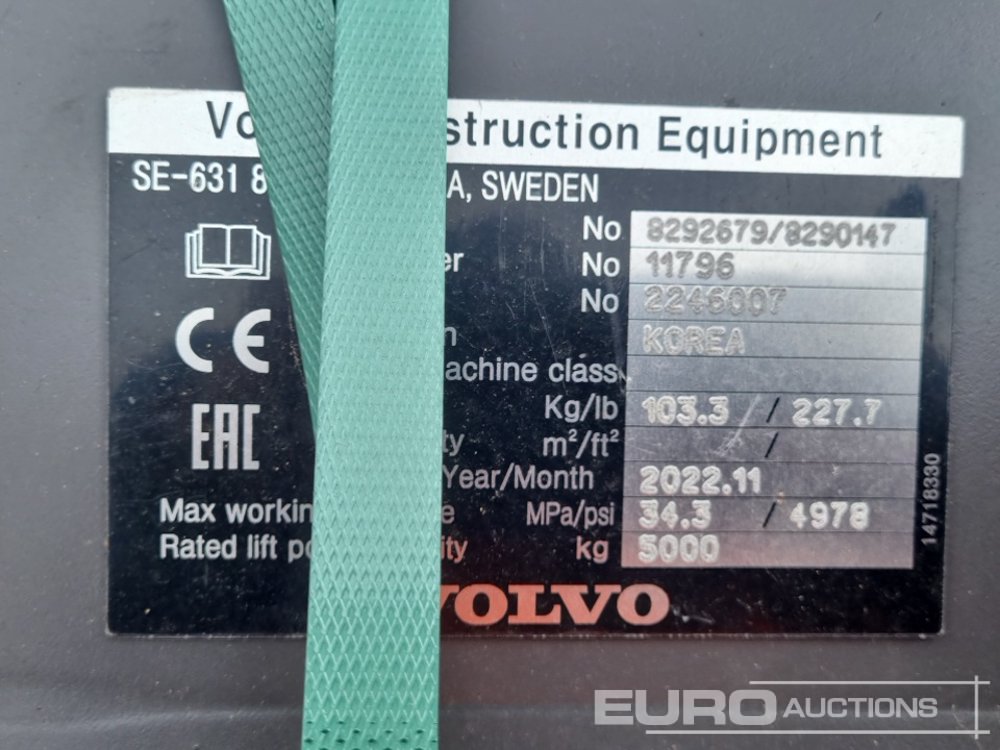 Vo struction Equipment
SE-631 8 A, SWEDEN
No 8292679/8290147
er No 11796
No 2246007
n KOREA
achine class
Kg/lb 103.3 / 227.7
ty m²/ft² /
Year/Month 2022.11
Max workin e MPa/psi 34.3 / 4978
Rated lift p ity kg 5000
VOLVO
CE
EAC
14718330
EURO AUCTIONS